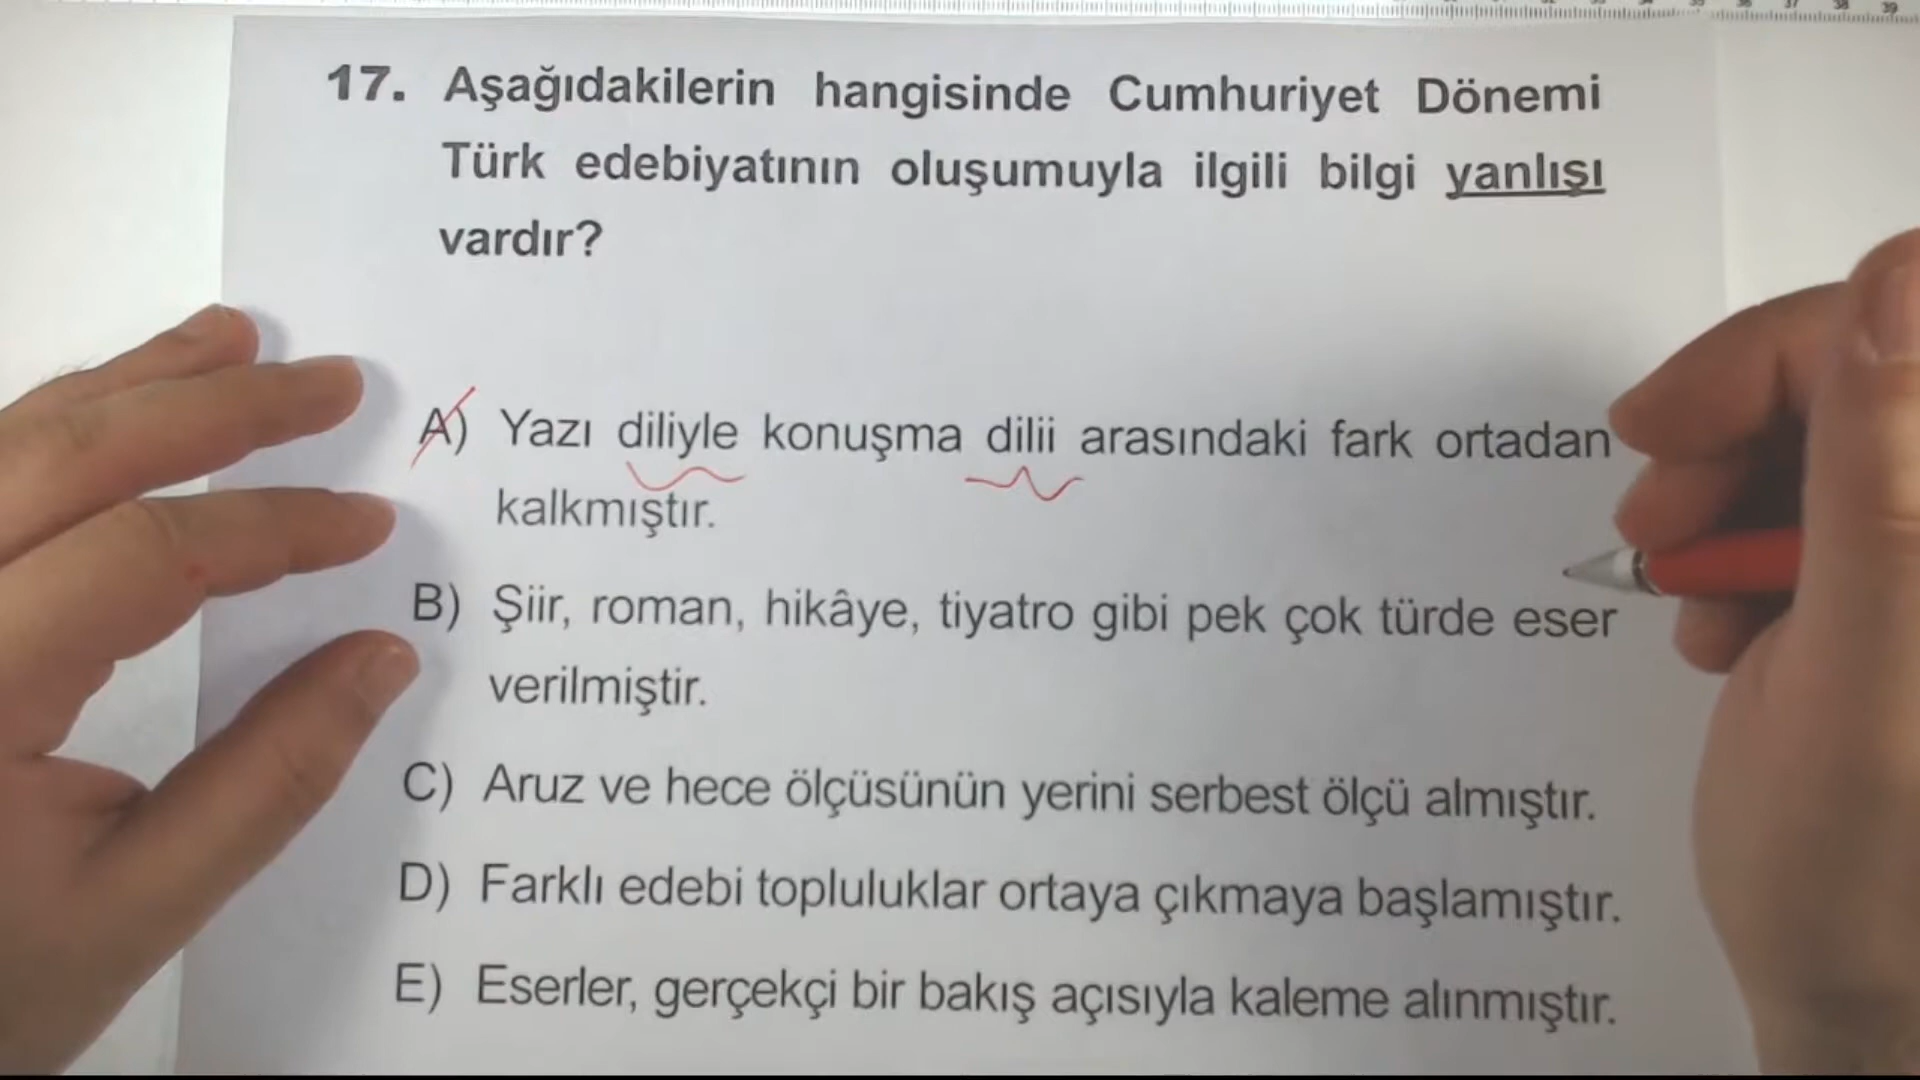 17. Aşağıdakilerin hangisinde Cumhuriyet Dönemi
Türk edebiyatının oluşumuyla ilgili bilgi yanlışı
vardır?
A) Yazı diliyle konuşma dilii arasındaki fark ortadan
kalkmıştır.
B) Şiir, roman, hikâye, tiyatro gibi pek çok türde eser
verilmiştir.
C) Aruz ve hece ölçüsünün yerini serbest ölçü almıştır.
D) Farklı edebi topluluklar ortaya çıkmaya başlamıştır.
E) Eserler, gerçekçi bir bakış açısıyla kaleme alınmıştır.